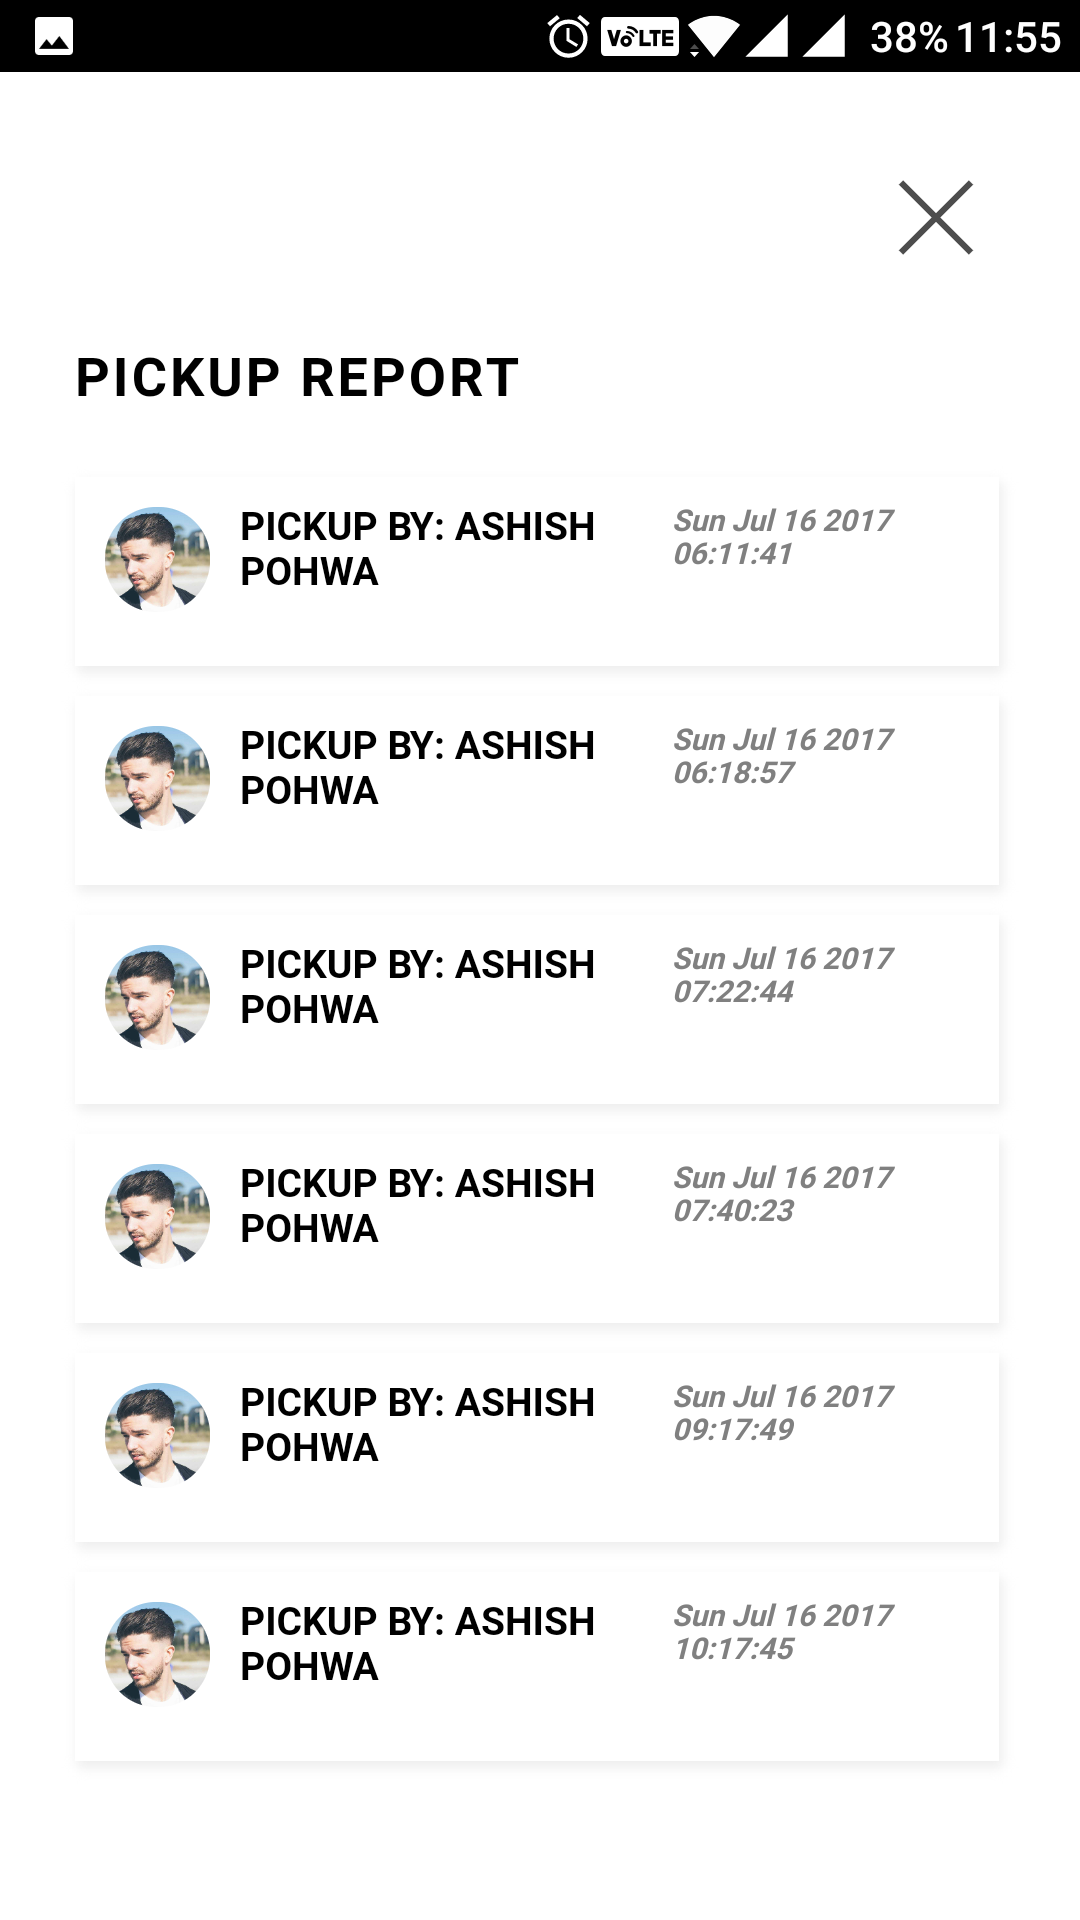 VoLTE 38% 11:55
PICKUP REPORT
PICKUP BY: ASHISH
POHWA
Sun Jul 16 2017
06:11:41
PICKUP BY: ASHISH
POHWA
Sun Jul 16 2017
06:18:57
PICKUP BY: ASHISH
POHWA
Sun Jul 16 2017
07:22:44
PICKUP BY: ASHISH
POHWA
Sun Jul 16 2017
07:40:23
PICKUP BY: ASHISH
POHWA
Sun Jul 16 2017
09:17:49
PICKUP BY: ASHISH
POHWA
Sun Jul 16 2017
10:17:45